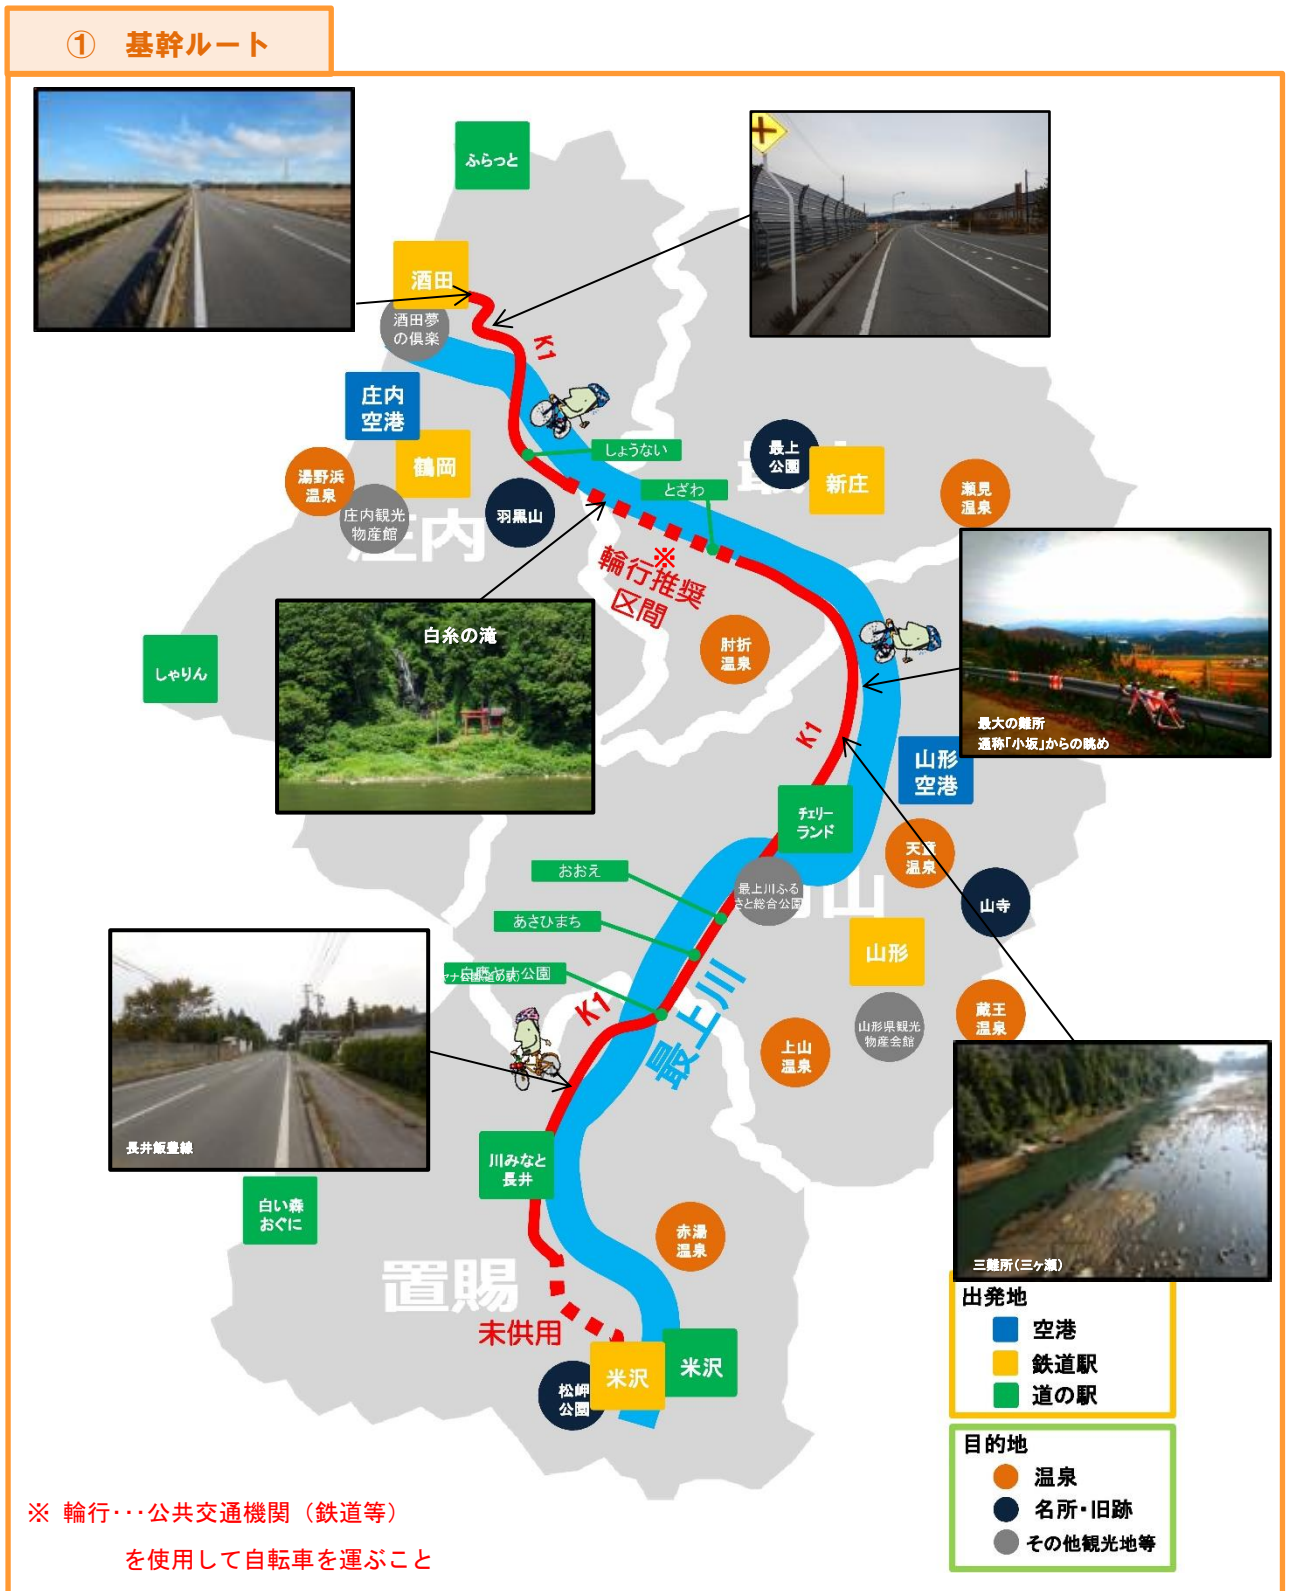 ① 基幹ルート
ふらっと
酒田
酒田夢
の倶楽
K1
庄内
空港
しょうない
最上
公園
鶴岡
新庄
湯野浜
温泉
とざわ
瀬見
温泉
庄内観光
物産館
羽黒山
庄内
※
輪行推奨
区間
白糸の滝
肘折
温泉
しゃりん
最大の難所
通称「小坂」からの眺め
K1
山形
空港
チェリー
ランド
天童
温泉
おおえ
最上川ふる
さと総合公園
山寺
あさひまち
山形
白鷹ヤナ公園
K1
最上川
蔵王
温泉
山形県観光
物産会館
上山
温泉
長井飯豊線
川みなと
長井
白い森
おぐに
赤湯
温泉
三難所（三ヶ瀬）
置賜
未供用
米沢
米沢
松岬
公園
出発地
空港
鉄道駅
道の駅
目的地
温泉
名所・旧跡
その他観光地等
※ 輪行･･･公共交通機関（鉄道等）
を使用して自転車を運ぶこと